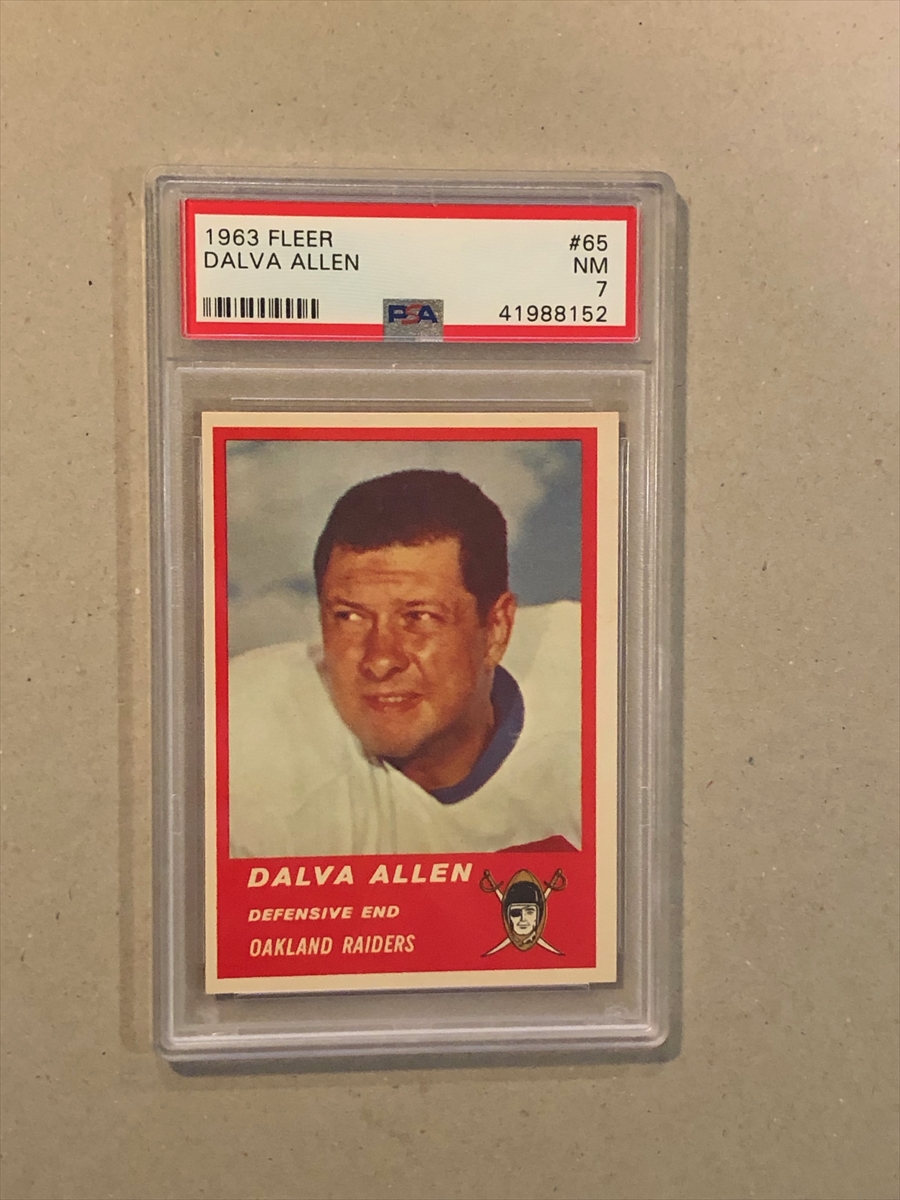 1963 FLEER #65
DALVA ALLEN NM
7
PSA 41988152
DALVA ALLEN
DEFENSIVE END
OAKLAND RAIDERS